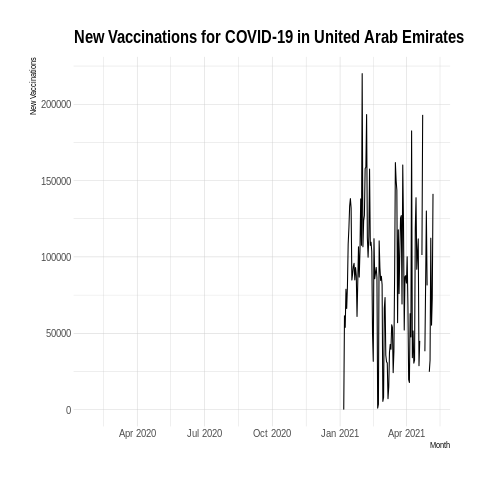 New Vaccinations for COVID-19 in United Arab Emirates
New Vaccinations
200000
150000
100000
50000
0
Apr 2020 Jul 2020 Oct 2020 Jan 2021 Apr 2021
Month